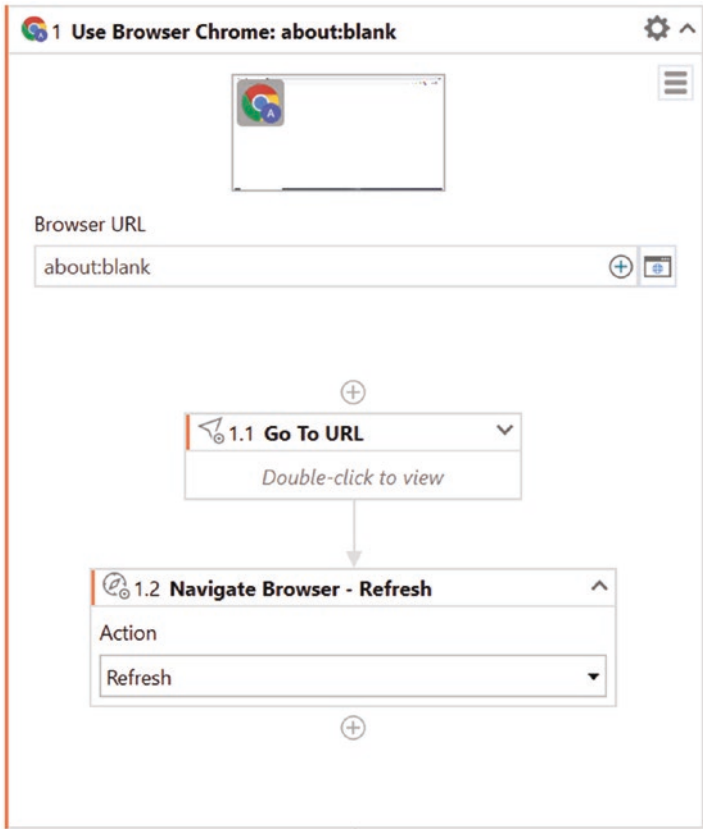 1 Use Browser Chrome: about:blank
A
Browser URL
about:blank
1.1 Go To URL
Double-click to view
1.2 Navigate Browser - Refresh
Action
Refresh